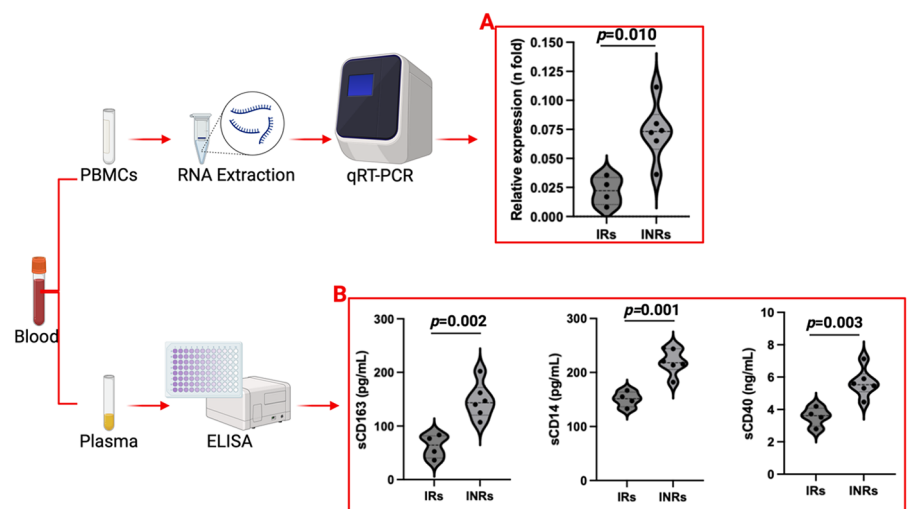 A
p=0.010
Relative expression (n fold)
0.150
0.125
0.100
0.075
0.050
0.025
0.000
IRs INRs
PBMCs
RNA Extraction
qRT-PCR
Blood
Plasma
ELISA
B
p=0.002
sCD163 (pg/mL)
300
200
100
0
IRs INRs
p=0.001
sCD14 (pg/mL)
300
200
100
0
IRs INRs
p=0.003
sCD40 (ng/mL)
10
8
6
4
2
0
IRs INRs